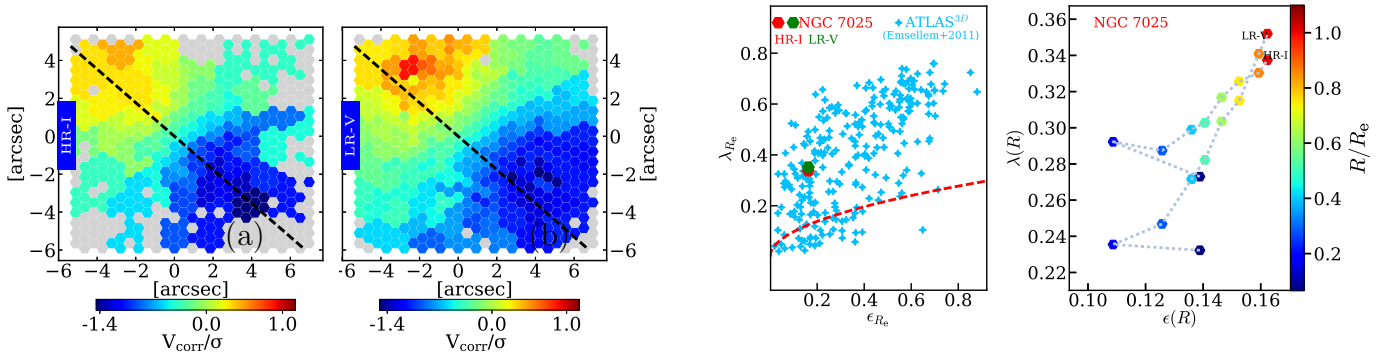 4
2
0
−2
−4
−6
[arcsec]
HR-I
(a)
−6 −4 −2 0 2 4 6
[arcsec]
-1.4 0.0 1.0
V_corr/σ
LR-V
(b)
−6 −4 −2 0 2 4 6
[arcsec]
4
2
0
−2
−4
−6
[arcsec]
-1.4 0.0 1.0
V_corr/σ
NGC 7025
HR-I LR-V
ATLAS^3D
(Emsellem+2011)
0.8
0.6
0.4
0.2
λ_Re
0.2 0.4 0.6 0.8
ϵ_Re
NGC 7025
LR-V
HR-I
0.36
0.34
0.32
0.30
0.28
0.26
0.24
0.22
λ(R)
0.10 0.12 0.14 0.16
ϵ(R)
1.0
0.8
0.6
0.4
0.2
R/R_e